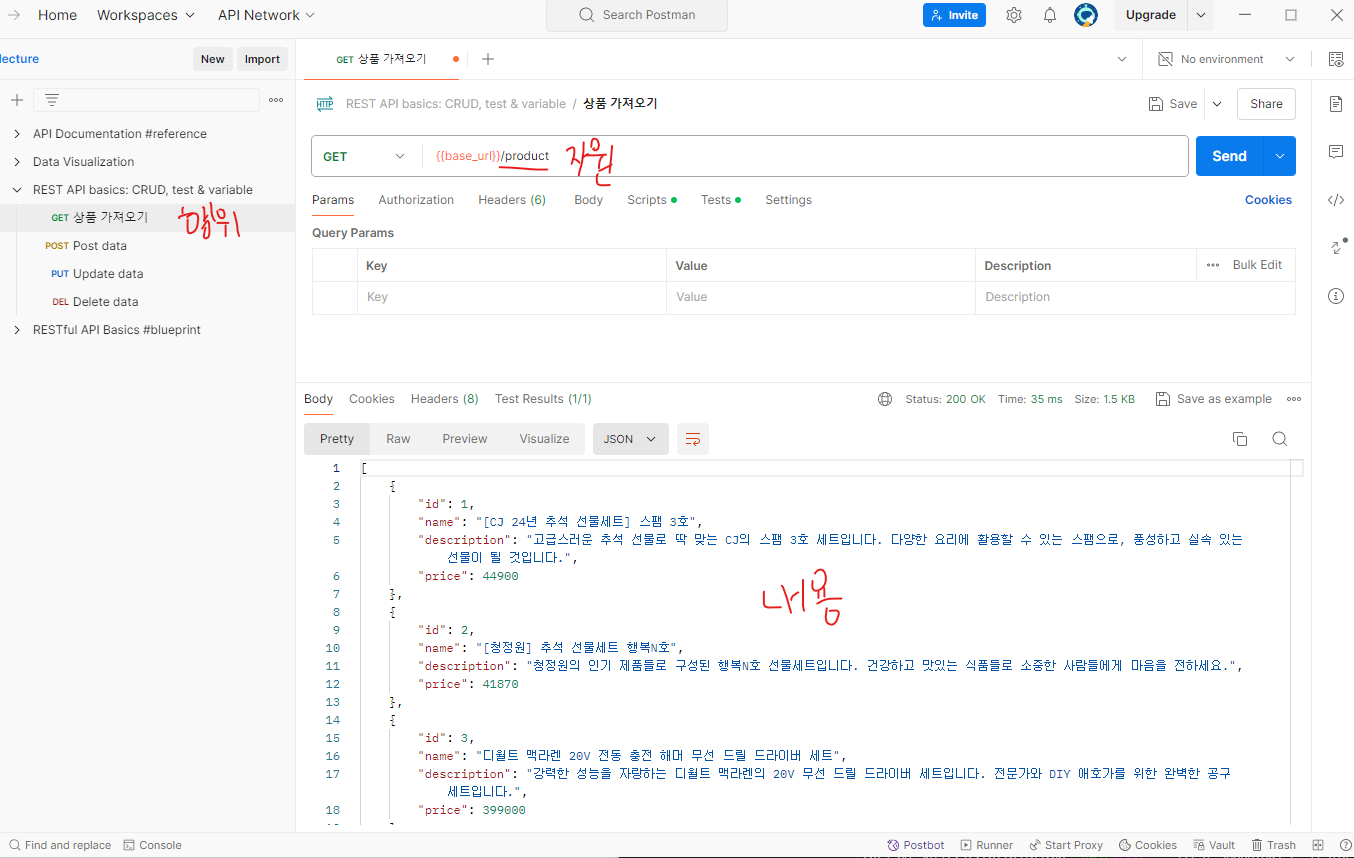 Home Workspaces API Network Search Postman Invite Upgrade
lecture New Import GET 상품 가져오기 No environment
REST API basics: CRUD, test & variable / 상품 가져오기 Save Share
API Documentation #reference
Data Visualization
REST API basics: CRUD, test & variable
GET 상품 가져오기 행위
POST Post data
PUT Update data
DEL Delete data
RESTful API Basics #blueprint
GET {{base_url}}/product 자원 Send
Params Authorization Headers (6) Body Scripts Tests Settings Cookies
Query Params
Key Value Description Bulk Edit
Key Value Description
Body Cookies Headers (8) Test Results (1/1) Status: 200 OK Time: 35 ms Size: 1.5 KB Save as example
Pretty Raw Preview Visualize JSON
1 [
2 {
3 "id": 1,
4 "name": "[CJ 24년 추석 선물세트] 스팸 3호",
5 "description": "고급스러운 추석 선물로 딱 맞는 CJ의 스팸 3호 세트입니다. 다양한 요리에 활용할 수 있는 스팸으로, 풍성하고 실속 있는
선물이 될 것입니다.",
6 "price": 44900
7 },
내용
8 {
9 "id": 2,
10 "name": "[청정원] 추석 선물세트 행복N호",
11 "description": "청정원의 인기 제품들로 구성된 행복N호 선물세트입니다. 건강하고 맛있는 식품들로 소중한 사람들에게 마음을 전하세요.",
12 "price": 41870
13 },
14 {
15 "id": 3,
16 "name": "디월트 맥라렌 20V 전동 충전 해머 무선 드릴 드라이버 세트",
17 "description": "강력한 성능을 자랑하는 디월트 맥라렌의 20V 무선 드릴 드라이버 세트입니다. 전문가와 DIY 애호가를 위한 완벽한 공구
세트입니다.",
18 "price": 399000
Find and replace Console Postbot Runner Start Proxy Cookies Vault Trash